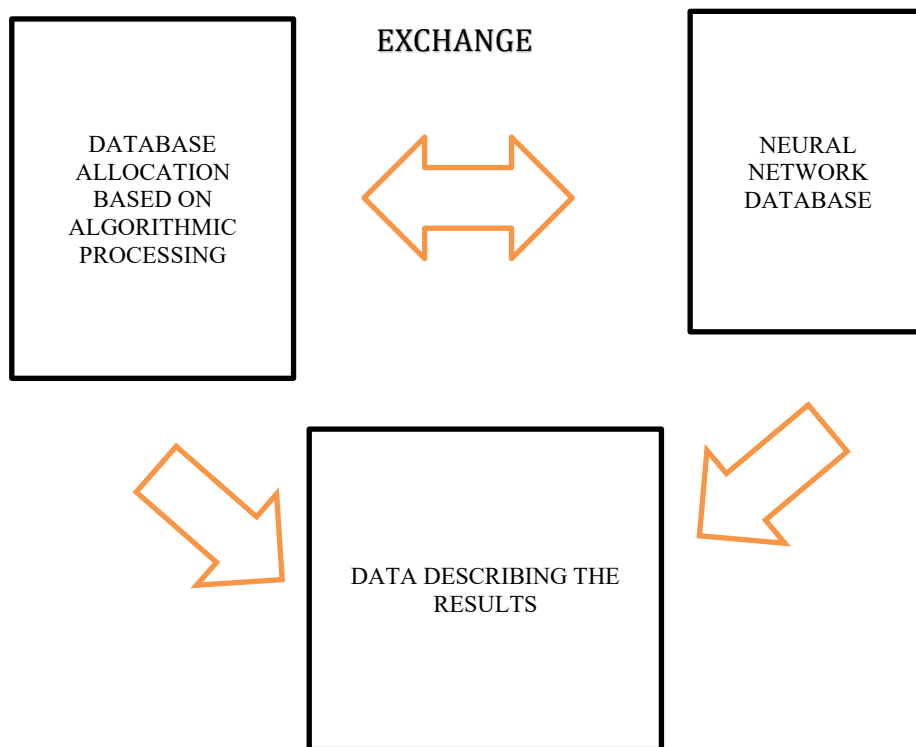 EXCHANGE
DATABASE
ALLOCATION
BASED ON
ALGORITHMIC
PROCESSING
NEURAL
NETWORK
DATABASE
DATA DESCRIBING THE
RESULTS